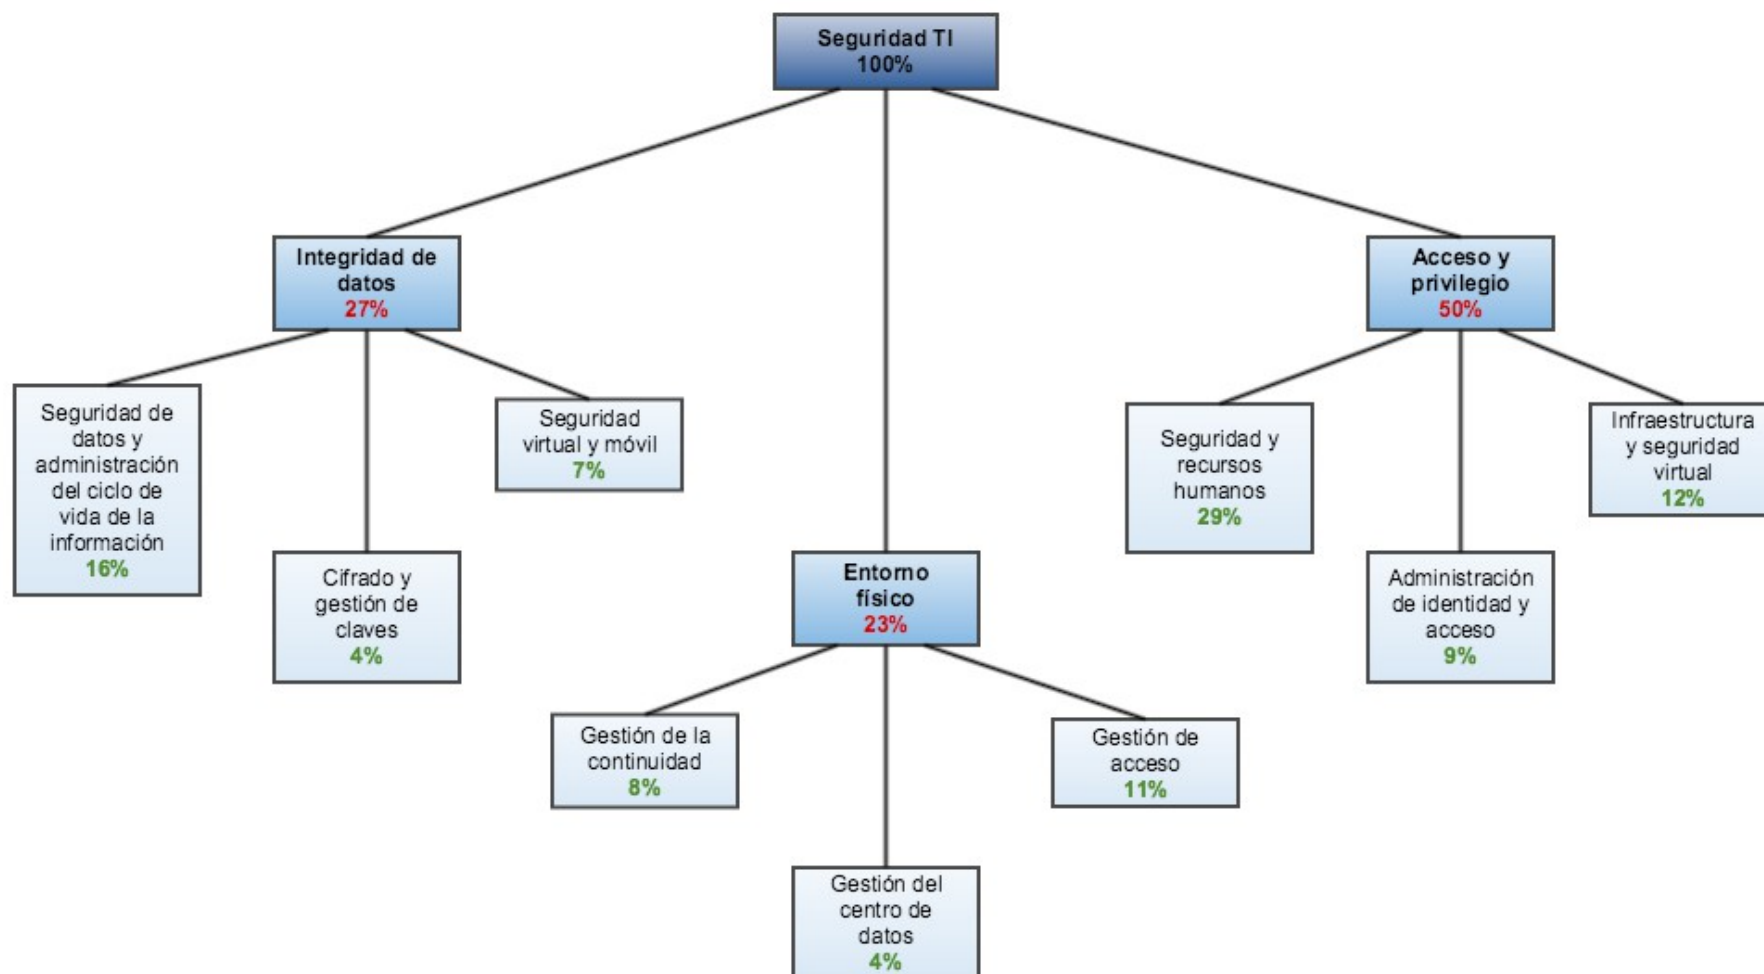 Seguridad TI
100%
Integridad de
datos
27%
Acceso y
privilegio
50%
Seguridad de
datos y
administración
del ciclo de
vida de la
información
16%
Seguridad
virtual y móvil
7%
Cifrado y
gestión de
claves
4%
Seguridad y
recursos
humanos
29%
Infraestructura
y seguridad
virtual
12%
Administración
de identidad y
acceso
9%
Entorno
físico
23%
Gestión de la
continuidad
8%
Gestión de
acceso
11%
Gestión del
centro de
datos
4%